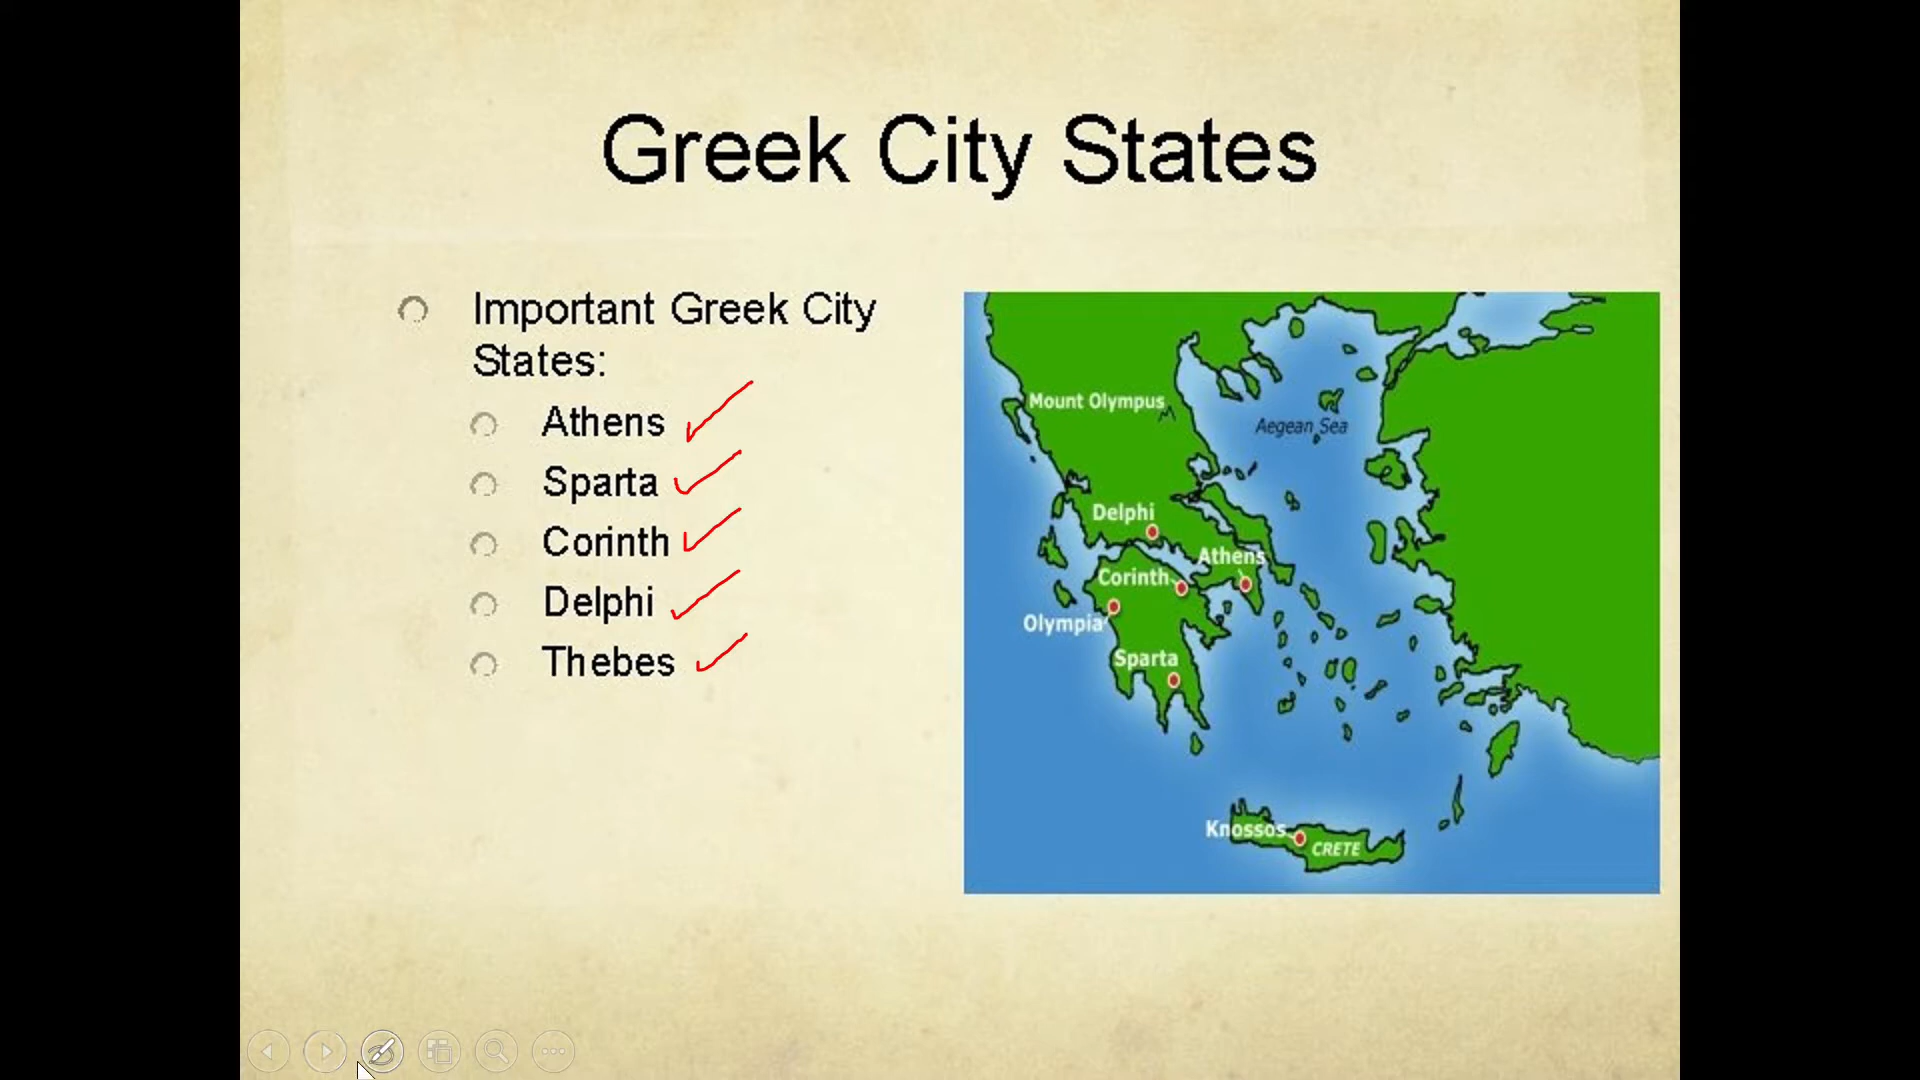 Greek City States
Important Greek City
States:
Athens
Sparta
Corinth
Delphi
Thebes
Mount Olympus
Aegean Sea
Delphi
Athens
Corinth
Olympia
Sparta
Knossos
CRETE